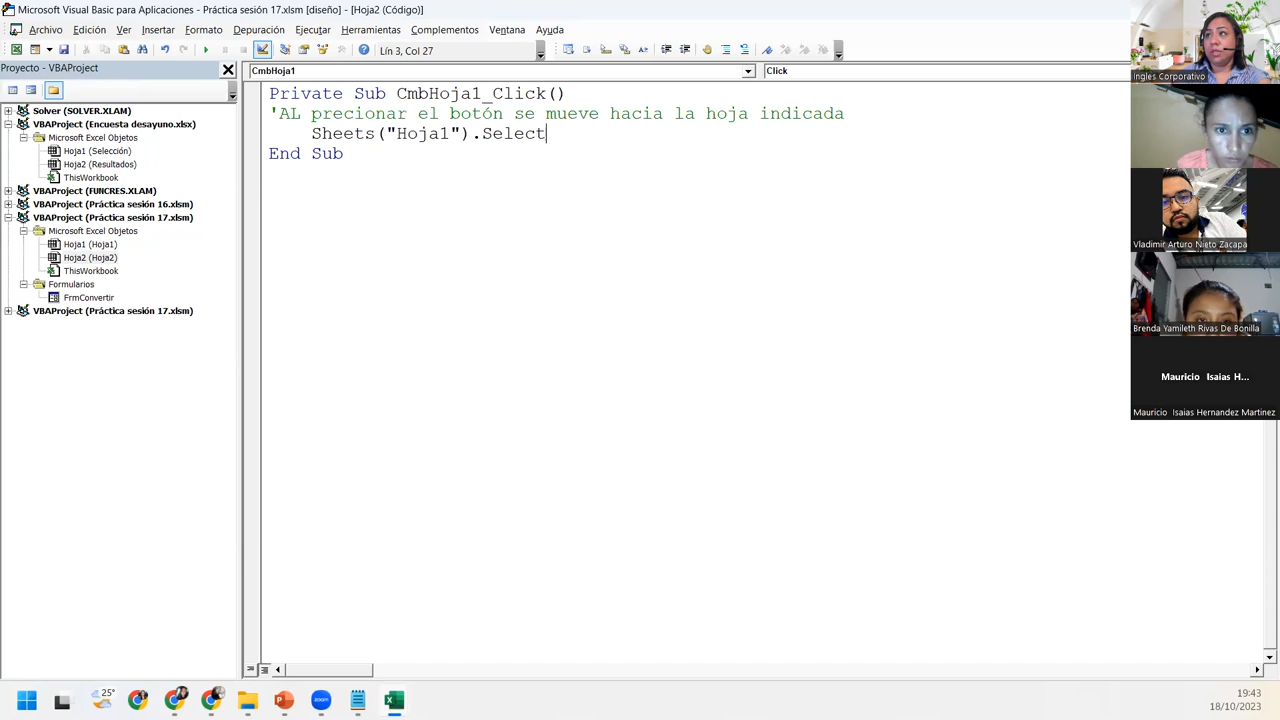 Microsoft Visual Basic para Aplicaciones - Práctica sesión 17.xlsm [diseño] - [Hoja2 (Código)]
Archivo Edición Ver Insertar Formato Depuración Ejecutar Herramientas Complementos Ventana Ayuda
Lín 3, Col 27
Proyecto - VBAProject
CmbHoja1
Click
Solver (SOLVER.XLAM)
VBAProject (Encuesta desayuno.xlsx)
Microsoft Excel Objetos
Hoja1 (Selección)
Hoja2 (Resultados)
ThisWorkbook
VBAProject (FUNCRES.XLAM)
VBAProject (Práctica sesión 16.xlsm)
VBAProject (Práctica sesión 17.xlsm)
Microsoft Excel Objetos
Hoja1 (Hoja1)
Hoja2 (Hoja2)
ThisWorkbook
Formularios
FrmConvertir
VBAProject (Práctica sesión 17.xlsm)
Private Sub CmbHoja1_Click()
'AL precionar el botón se mueve hacia la hoja indicada
Sheets("Hoja1").Select
End Sub
Ingles Corporativo
Vladimir Arturo Nieto Zacapa
Brenda Yamileth Rivas De Bonilla
Mauricio Isaias H...
Mauricio Isaias Hernandez Martinez
25°
zoom
19:43
18/10/2023